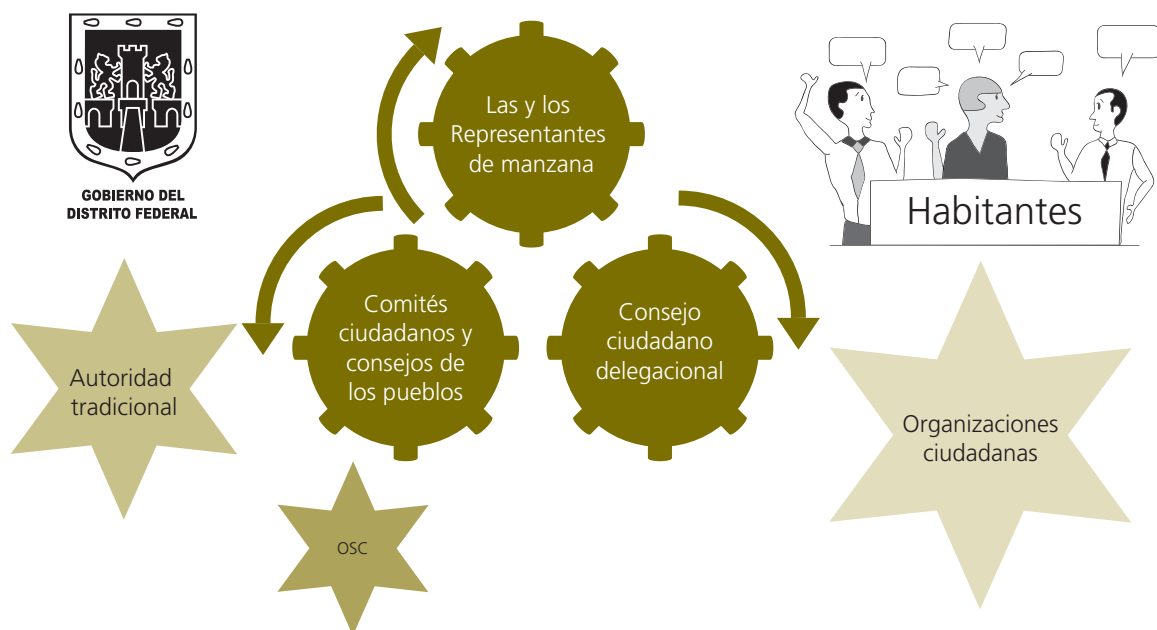 GOBIERNO DEL
DISTRITO FEDERAL
Las y los
Representantes
de manzana
Habitantes
Autoridad
tradicional
Comités
ciudadanos y
consejos de
los pueblos
Consejo
ciudadano
delegacional
Organizaciones
ciudadanas
OSC